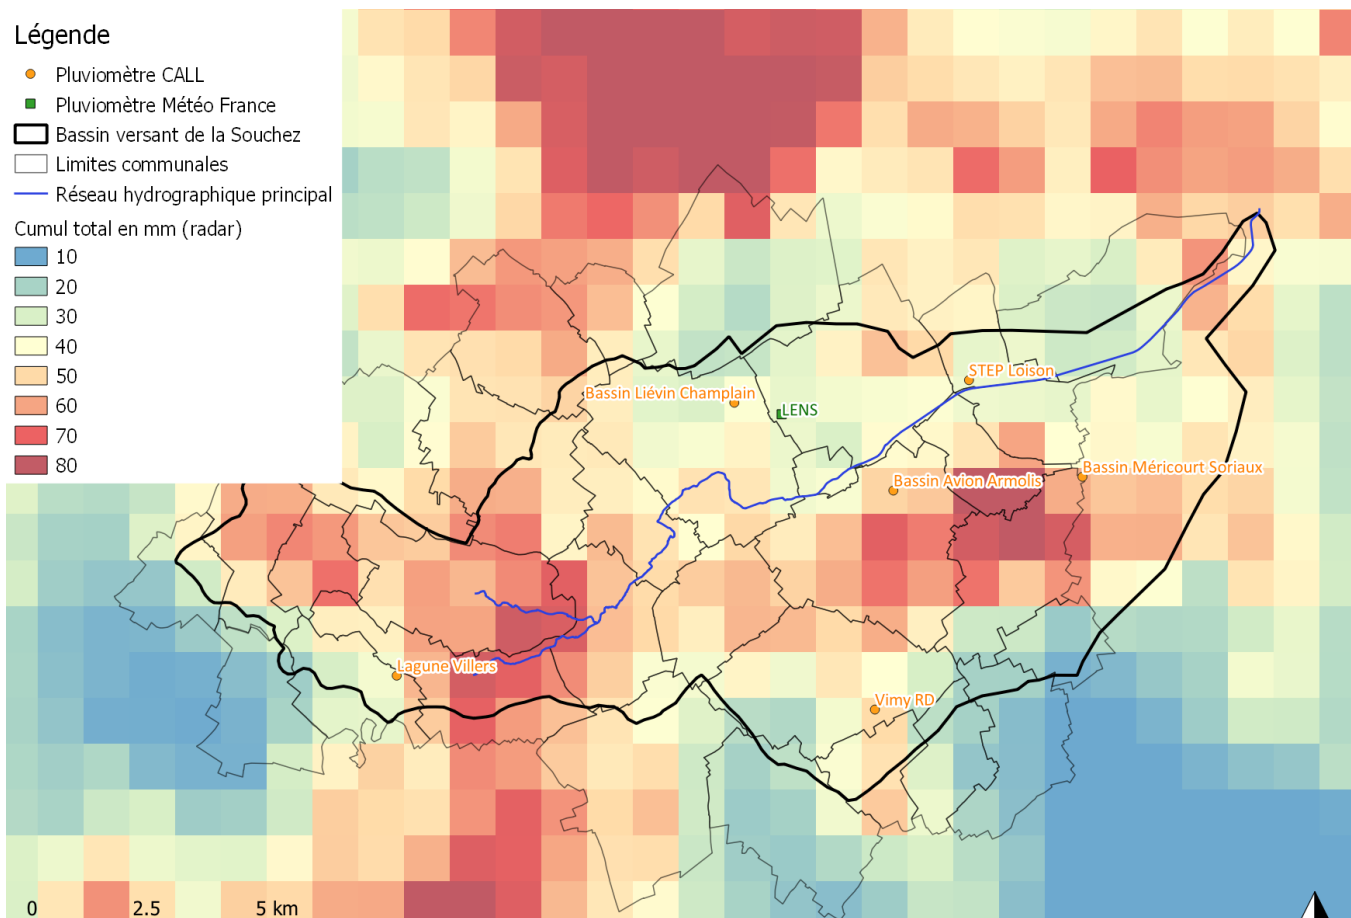 Légende
Pluviomètre CALL
Pluviomètre Météo France
Bassin versant de la Souchez
Limites communales
Réseau hydrographique principal
Cumul total en mm (radar)
10
20
30
40
50
60
70
80
STEP Loison
Bassin Liévin Champlain
LENS
Bassin Méricourt Soriaux
Bassin Avion Armolis
Lagune Villers
Vimy RD
0 2.5 5 km